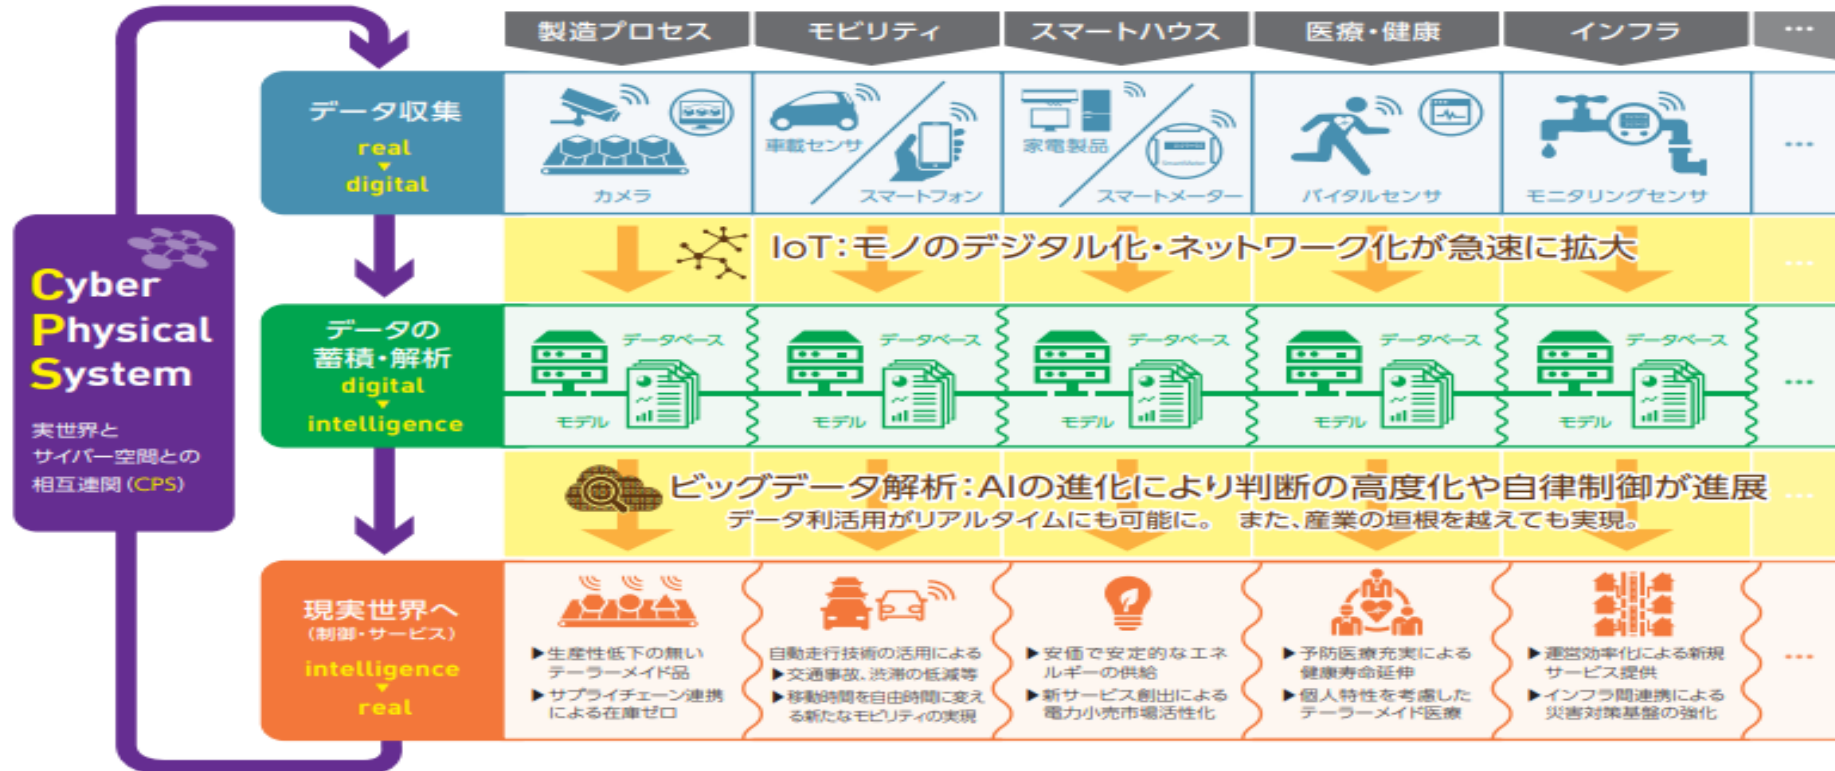 製造プロセス
モビリティ
スマートハウス
医療・健康
インフラ
…
データ収集
real
digital
カメラ
車載センサ
スマートフォン
家電製品
スマートメーター
バイタルセンサ
モニタリングセンサ
…
IoT:モノのデジタル化・ネットワーク化が急速に拡大
…
Cyber
Physical
System
実世界と
サイバー空間との
相互連関(CPS)
データの
蓄積・解析
digital
intelligence
データベース
モデル
データベース
モデル
データベース
モデル
データベース
モデル
データベース
モデル
…
ビッグデータ解析:AIの進化により判断の高度化や自律制御が進展
データ利活用がリアルタイムにも可能に。 また、産業の垣根を越えても実現。
…
現実世界へ
(制御・サービス)
intelligence
real
▶生産性低下の無い
テーラーメイド品
▶サプライチェーン連携
による在庫ゼロ
自動走行技術の活用による
▶交通事故、渋滞の低減等
▶移動時間を自由時間に変え
る新たなモビリティの実現
▶安価で安定的なエネ
ルギーの供給
▶新サービス創出による
電力小売市場活性化
▶予防医療充実による
健康寿命延伸
▶個人特性を考慮した
テーラーメイド医療
▶運営効率化による新規
サービス提供
▶インフラ間連携による
災害対策基盤の強化
…